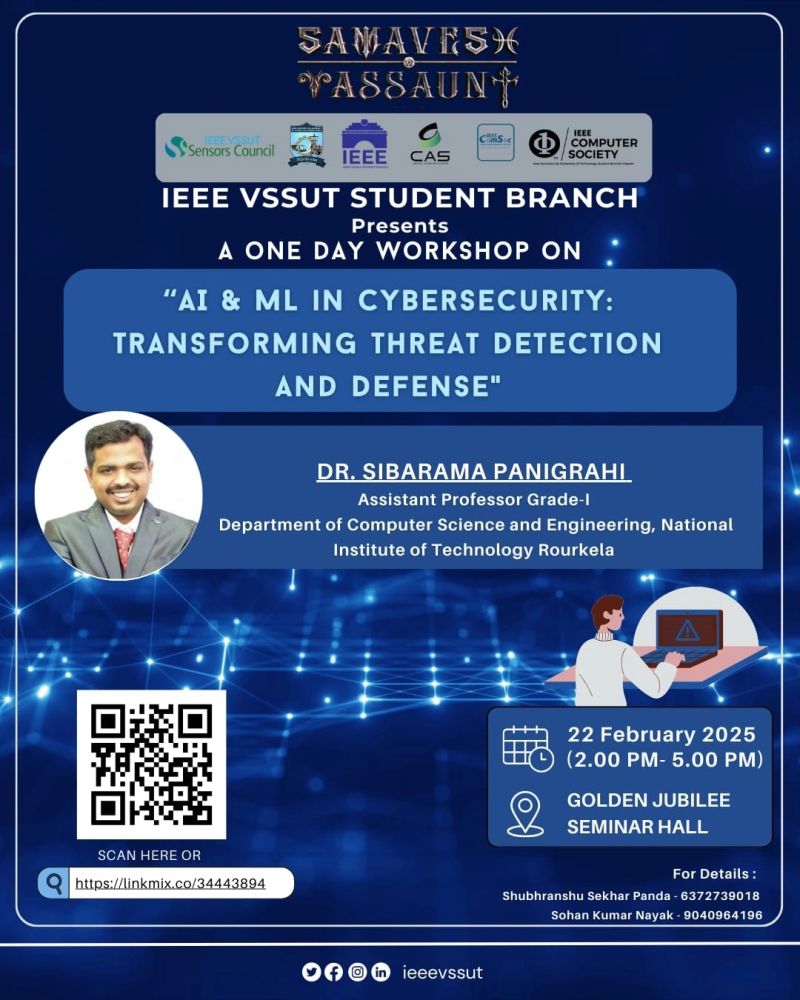 SAMAVESH
VASSAUNT
IEEE VSSUT
Sensors Council
IEEE
CAS
IEEE
ComSoc
IEEE
COMPUTER
SOCIETY
IEEE VSSUT STUDENT BRANCH
Presents
A ONE DAY WORKSHOP ON
“AI & ML IN CYBERSECURITY:
TRANSFORMING THREAT DETECTION
AND DEFENSE"
DR. SIBARAMA PANIGRAHI
Assistant Professor Grade-I
Department of Computer Science and Engineering, National
Institute of Technology Rourkela
22 February 2025
(2.00 PM- 5.00 PM)
GOLDEN JUBILEE
SEMINAR HALL
SCAN HERE OR
https://linkmix.co/34443894
For Details :
Shubhranshu Sekhar Panda - 6372739018
Sohan Kumar Nayak - 9040964196
ieeevssut